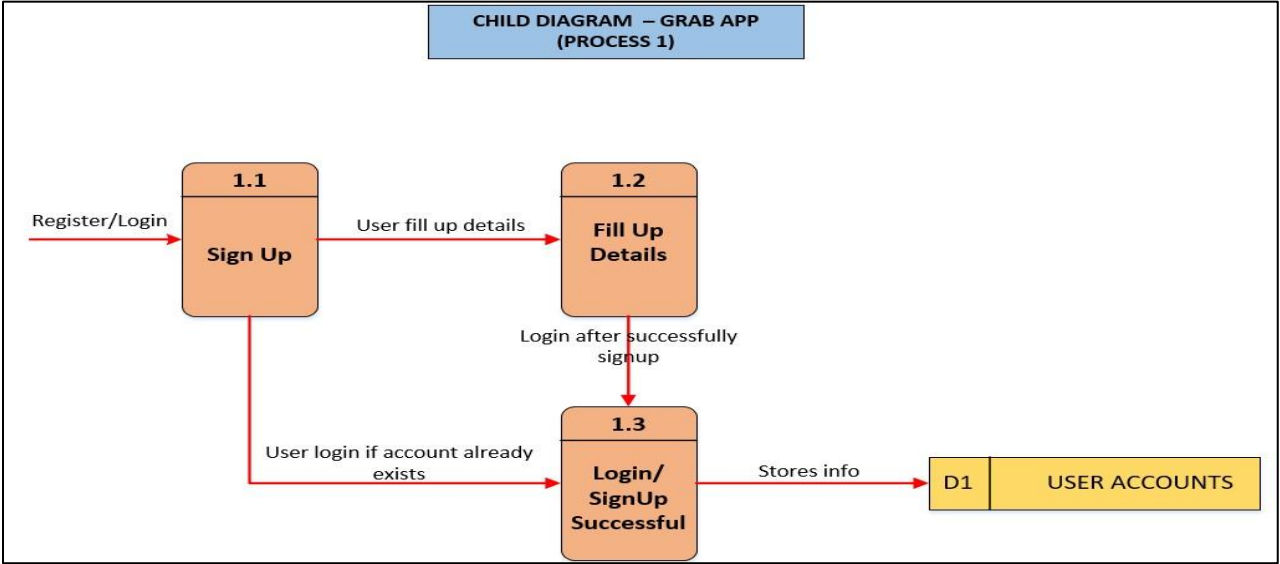 CHILD DIAGRAM – GRAB APP
(PROCESS 1)
1.1
Sign Up
Register/Login
User fill up details
1.2
Fill Up
Details
Login after successfully
signup
User login if account already
exists
1.3
Login/
SignUp
Successful
Stores info
D1
USER ACCOUNTS